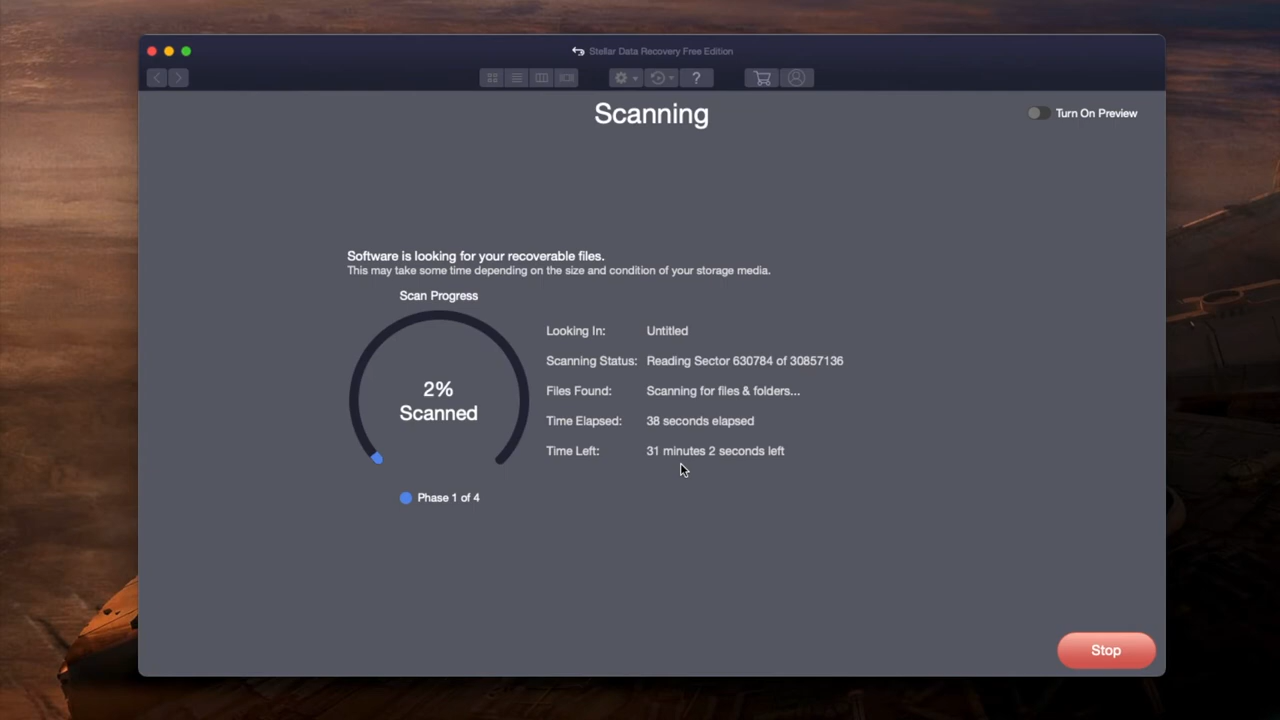 Stellar Data Recovery Free Edition
?
Scanning
Turn On Preview
Software is looking for your recoverable files.
This may take some time depending on the size and condition of your storage media.
Scan Progress
2%
Scanned
Phase 1 of 4
Looking In: Untitled
Scanning Status: Reading Sector 630784 of 30857136
Files Found: Scanning for files & folders...
Time Elapsed: 38 seconds elapsed
Time Left: 31 minutes 2 seconds left
Stop